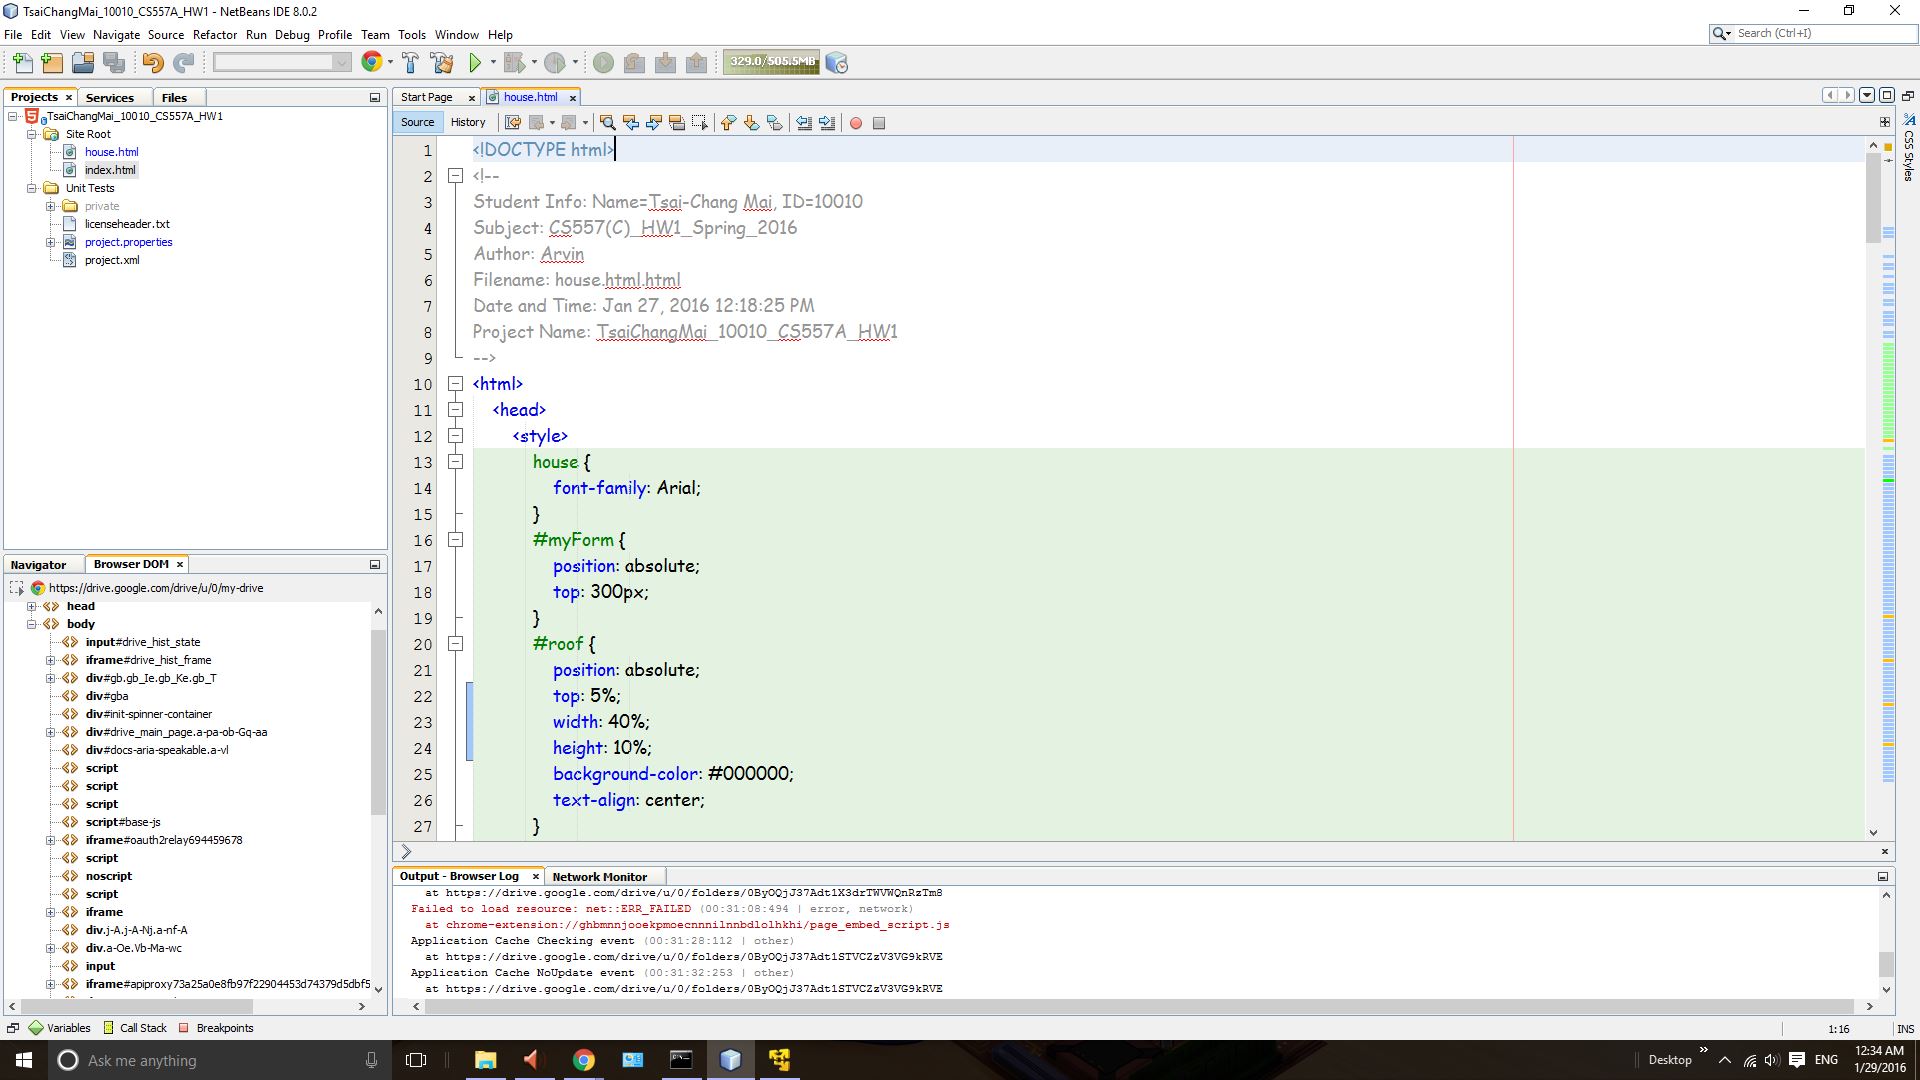 TsaiChangMai_10010_CS557A_HW1 - NetBeans IDE 8.0.2
File Edit View Navigate Source Refactor Run Debug Profile Team Tools Window Help
Search (Ctrl+I)
329.0/505.5MB
Projects Services Files
TsaiChangMai_10010_CS557A_HW1
Site Root
house.html
index.html
Unit Tests
private
licenseheader.txt
project.properties
project.xml
Start Page house.html
Source History
CSS Styles
1 <!DOCTYPE html>
2 <!--
3 Student Info: Name=Tsai-Chang Mai, ID=10010
4 Subject: CS557(C)_HW1_Spring_2016
5 Author: Arvin
6 Filename: house.html.html
7 Date and Time: Jan 27, 2016 12:18:25 PM
8 Project Name: TsaiChangMai_10010_CS557A_HW1
9 -->
10 <html>
11 <head>
12 <style>
13 house {
14 font-family: Arial;
15 }
16 #myForm {
17 position: absolute;
18 top: 300px;
19 }
20 #roof {
21 position: absolute;
22 top: 5%;
23 width: 40%;
24 height: 10%;
25 background-color: #000000;
26 text-align: center;
27 }
Navigator Browser DOM
https://drive.google.com/drive/u/0/my-drive
head
body
input#drive_hist_state
iframe#drive_hist_frame
div#gb.gb_Ie.gb_Ke.gb_T
div#gba
div#init-spinner-container
div#drive_main_page.a-pa-ob-Gq-aa
div#docs-aria-speakable.a-vl
script
script
script
script#base-js
iframe#oauth2relay694459678
script
noscript
script
iframe
div.j-A.j-A-Nj.a-nf-A
div.a-Oe.Vb-Ma-wc
input
iframe#apiproxy73a25a0e8fb97f22904453d74379d5dbf5
Output - Browser Log Network Monitor
at https://drive.google.com/drive/u/0/folders/0ByOQjJ37Adt1X3drTWVWQnRzTm8
Failed to load resource: net::ERR_FAILED (00:31:08:494 | error, network)
at chrome-extension://ghbmnnjooekpmoecnnnilnnbdlolhkhi/page_embed_script.js
Application Cache Checking event (00:31:28:112 | other)
at https://drive.google.com/drive/u/0/folders/0ByOQjJ37Adt1STVCZzV3VG9kRVE
Application Cache NoUpdate event (00:31:32:253 | other)
at https://drive.google.com/drive/u/0/folders/0ByOQjJ37Adt1STVCZzV3VG9kRVE
Variables Call Stack Breakpoints
1:16 INS
Ask me anything
Desktop
ENG
12:34 AM
1/29/2016